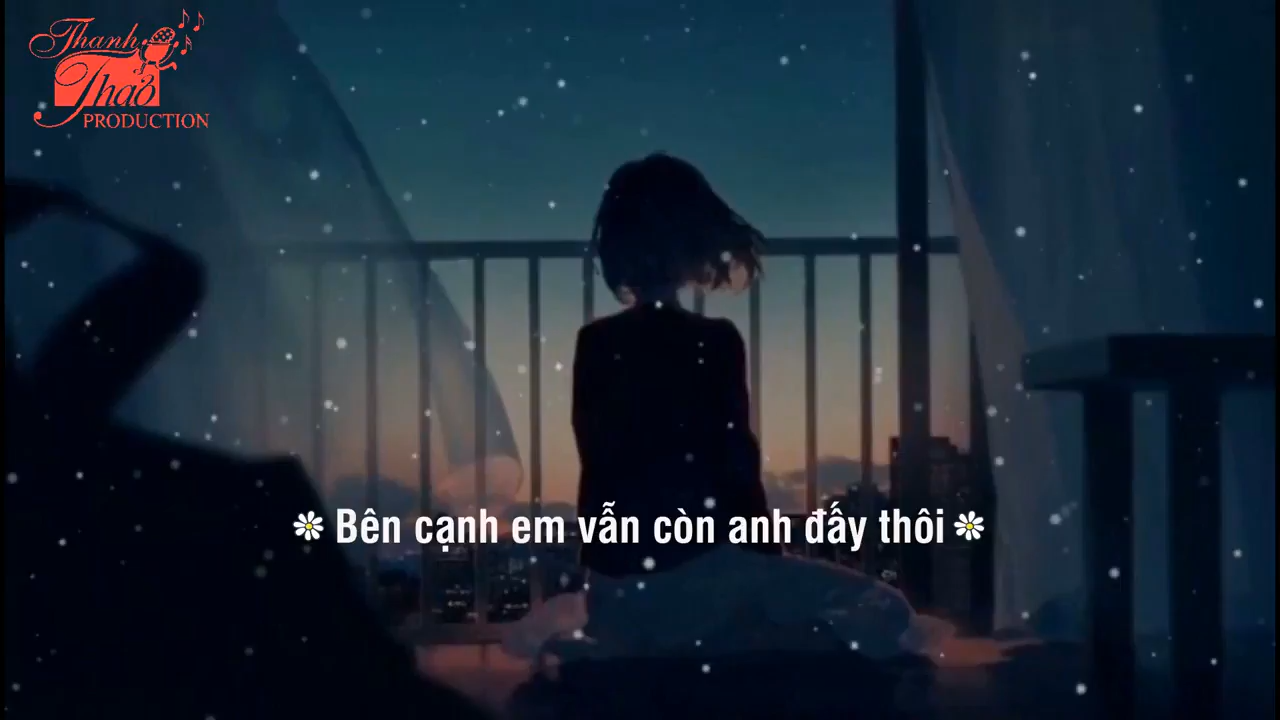 Thanh
Thảo
PRODUCTION
Bên cạnh em vẫn còn anh đấy thôi